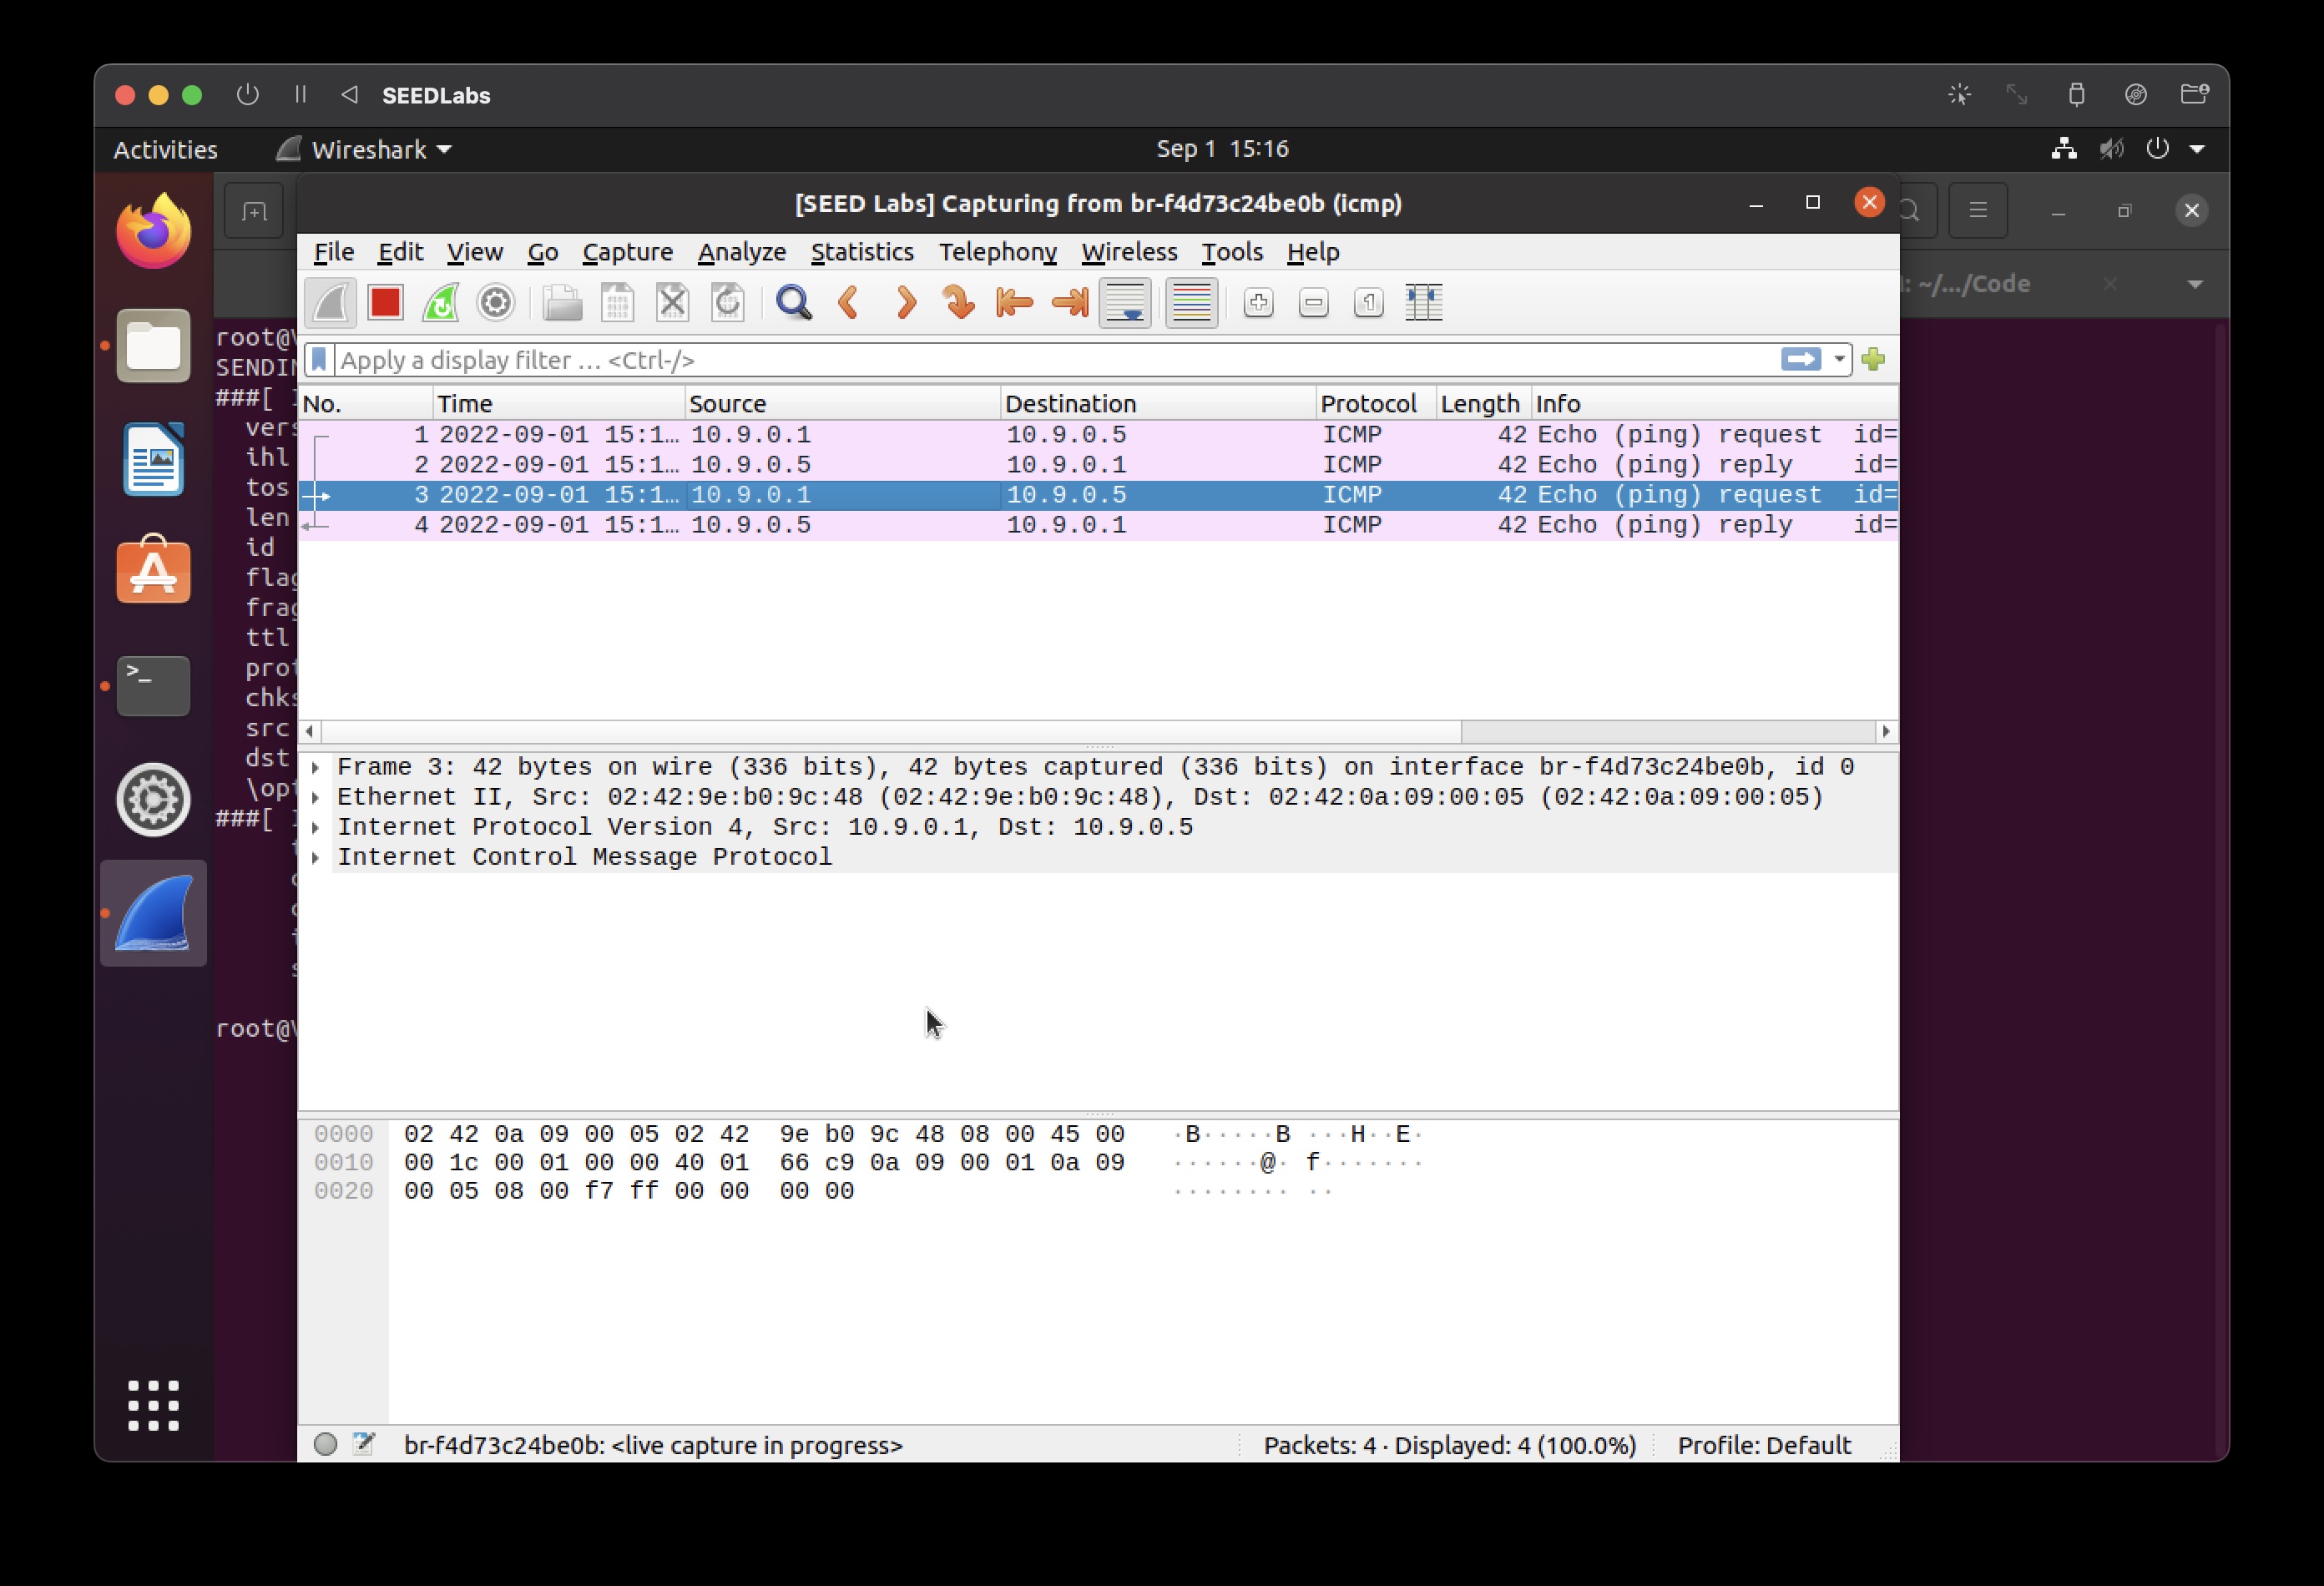 SEEDLabs
Activities Wireshark Sep 1 15:16
[SEED Labs] Capturing from br-f4d73c24be0b (icmp)
File Edit View Go Capture Analyze Statistics Telephony Wireless Tools Help
~/.../Code
Apply a display filter … <Ctrl-/>
No. Time Source Destination Protocol Length Info
1 2022-09-01 15:1… 10.9.0.1 10.9.0.5 ICMP 42 Echo (ping) request id=
2 2022-09-01 15:1… 10.9.0.5 10.9.0.1 ICMP 42 Echo (ping) reply id=
3 2022-09-01 15:1… 10.9.0.1 10.9.0.5 ICMP 42 Echo (ping) request id=
4 2022-09-01 15:1… 10.9.0.5 10.9.0.1 ICMP 42 Echo (ping) reply id=
root@
SENDIN
###[
vers
ihl
tos
len
id
flag
frag
ttl
prot
chks
src
dst
\opt
###[
root@
Frame 3: 42 bytes on wire (336 bits), 42 bytes captured (336 bits) on interface br-f4d73c24be0b, id 0
Ethernet II, Src: 02:42:9e:b0:9c:48 (02:42:9e:b0:9c:48), Dst: 02:42:0a:09:00:05 (02:42:0a:09:00:05)
Internet Protocol Version 4, Src: 10.9.0.1, Dst: 10.9.0.5
Internet Control Message Protocol
0000 02 42 0a 09 00 05 02 42 9e b0 9c 48 08 00 45 00 ·B·····B ···H··E·
0010 00 1c 00 01 00 00 40 01 66 c9 0a 09 00 01 0a 09 ······@· f·······
0020 00 05 08 00 f7 ff 00 00 00 00 ········ ··
br-f4d73c24be0b: <live capture in progress> Packets: 4 · Displayed: 4 (100.0%) Profile: Default